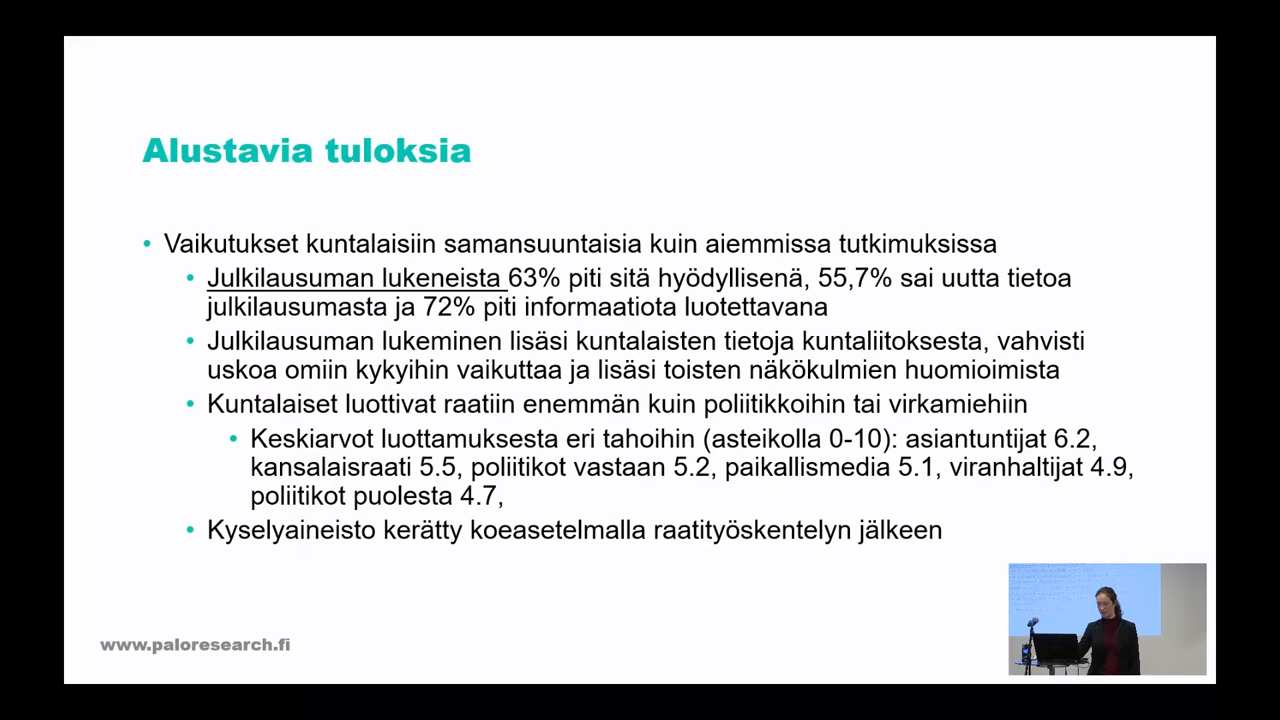 Alustavia tuloksia
• Vaikutukset kuntalaisiin samansuuntaisia kuin aiemmissa tutkimuksissa
• Julkilausuman lukeneista 63% piti sitä hyödyllisenä, 55,7% sai uutta tietoa
julkilausumasta ja 72% piti informaatiota luotettavana
• Julkilausuman lukeminen lisäsi kuntalaisten tietoja kuntaliitoksesta, vahvisti
uskoa omiin kykyihin vaikuttaa ja lisäsi toisten näkökulmien huomioimista
• Kuntalaiset luottivat raatiin enemmän kuin poliitikkoihin tai virkamiehiin
• Keskiarvot luottamuksesta eri tahoihin (asteikolla 0-10): asiantuntijat 6.2,
kansalaisraati 5.5, poliitikot vastaan 5.2, paikallismedia 5.1, viranhaltijat 4.9,
poliitikot puolesta 4.7,
• Kyselyaineisto kerätty koeasetelmalla raatityöskentelyn jälkeen
www.paloresearch.fi